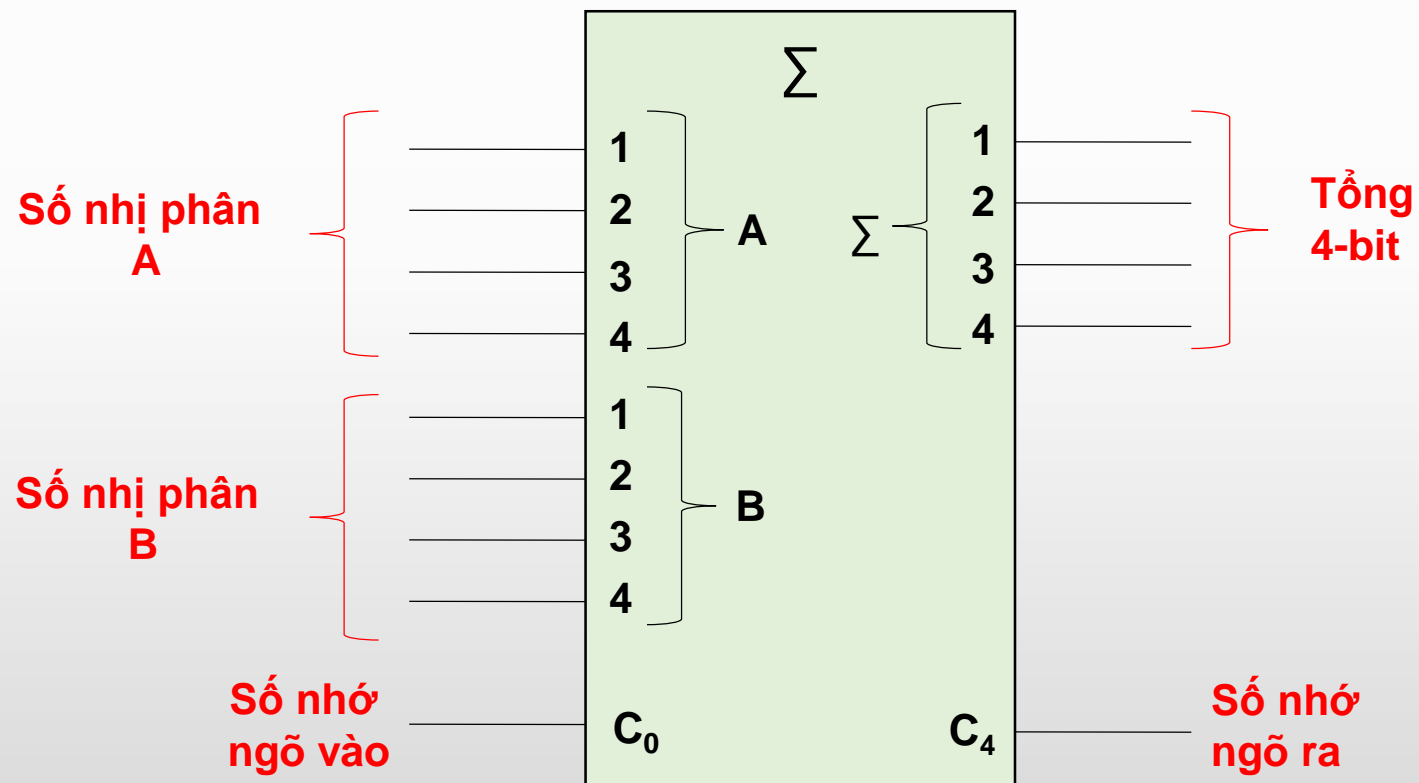 ∑
Số nhị phân
A
1
2
3
4
A
Số nhị phân
B
1
2
3
4
B
Số nhớ
ngõ vào
C₀
∑
1
2
3
4
Tổng
4-bit
C₄
Số nhớ
ngõ ra